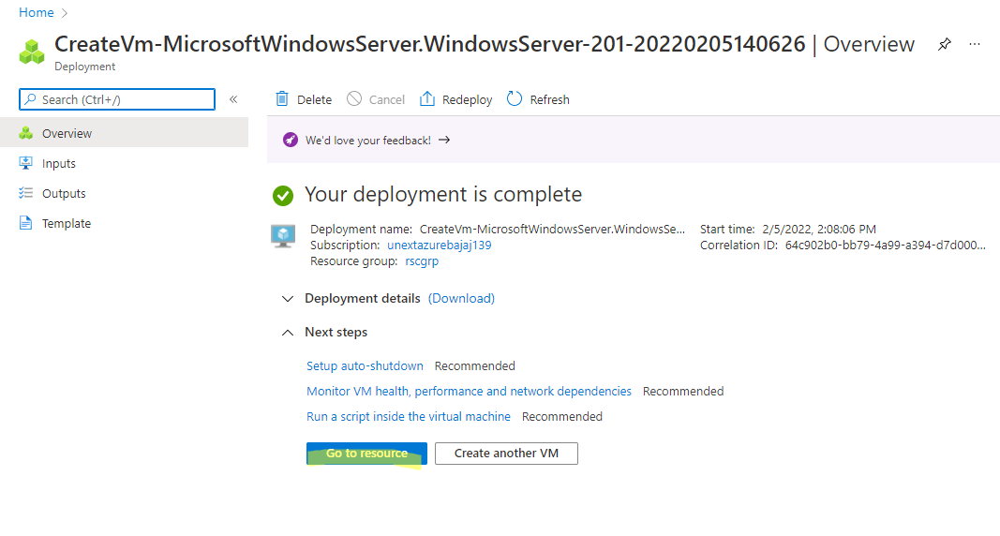 Home
CreateVm-MicrosoftWindowsServer.WindowsServer-201-20220205140626 | Overview
Deployment
Search (Ctrl+/)
Delete Cancel Redeploy Refresh
Overview
Inputs
Outputs
Template
We'd love your feedback!
Your deployment is complete
Deployment name: CreateVm-MicrosoftWindowsServer.WindowsSe... Start time: 2/5/2022, 2:08:06 PM
Subscription: unextazurebajaj139 Correlation ID: 64c902b0-bb79-4a99-a394-d7d000...
Resource group: rscgrp
Deployment details (Download)
Next steps
Setup auto-shutdown Recommended
Monitor VM health, performance and network dependencies Recommended
Run a script inside the virtual machine Recommended
Go to resource Create another VM